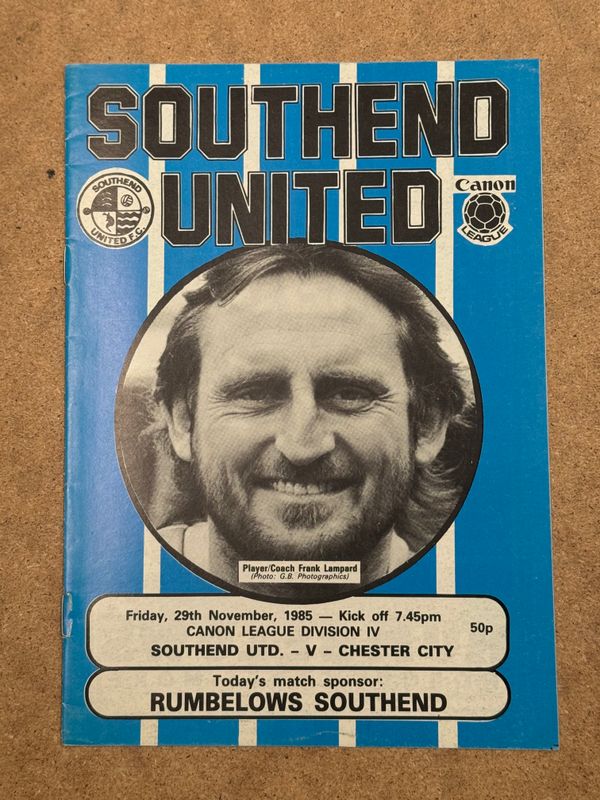 SOUTHEND
UNITED
SOUTHEND
UNITED F.C.
Canon
LEAGUE
Player/Coach Frank Lampard
(Photo: G.B. Photographics)
Friday, 29th November, 1985 — Kick off 7.45pm
CANON LEAGUE DIVISION IV
50p
SOUTHEND UTD. - V - CHESTER CITY
Today's match sponsor:
RUMBELOWS SOUTHEND